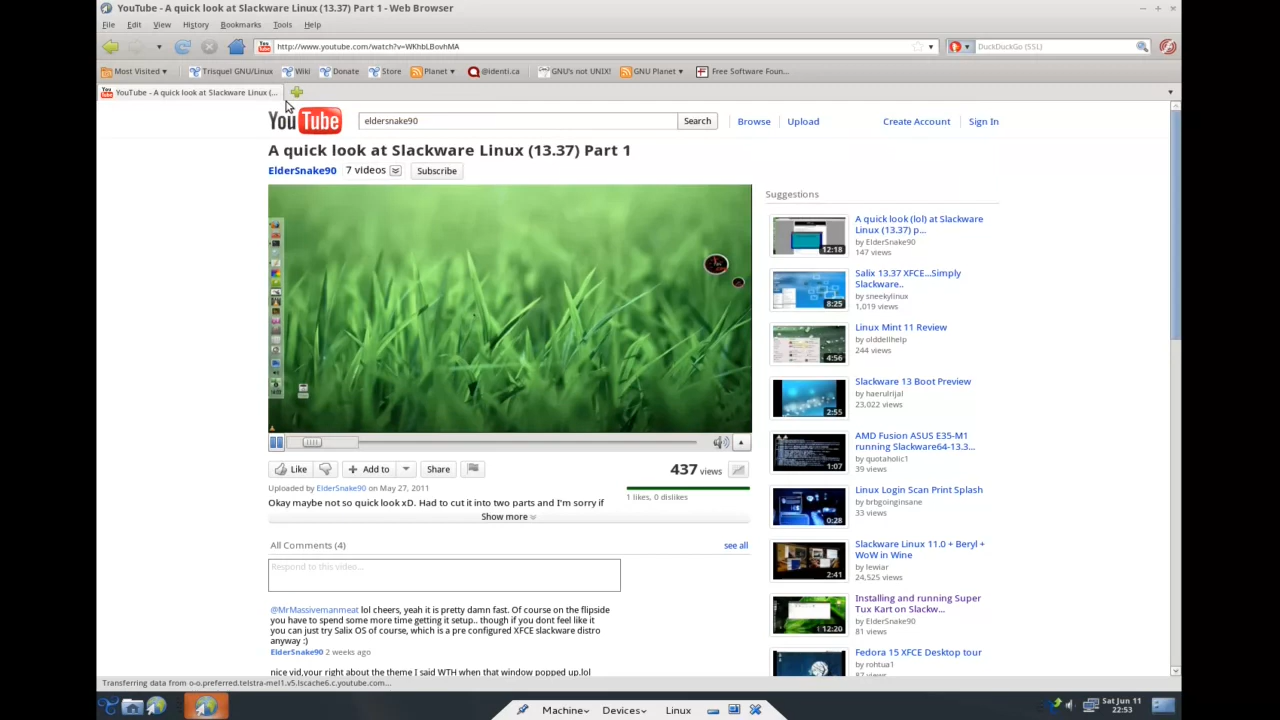 YouTube - A quick look at Slackware Linux (13.37) Part 1 - Web Browser
File Edit View History Bookmarks Tools Help
You Tube http://www.youtube.com/watch?v=WKhbLBovhMA DuckDuckGo (SSL)
Most Visited Trisquel GNU/Linux Wiki Donate Store Planet @identi.ca GNU's not UNIX! GNU Planet Free Software Foun...
You Tube YouTube - A quick look at Slackware Linux (...
YouTube eldersnake90 Search Browse Upload Create Account Sign In
A quick look at Slackware Linux (13.37) Part 1
ElderSnake90 7 videos Subscribe
Suggestions
A quick look (lol) at Slackware
Linux (13.37) p...
by ElderSnake90
12:18
147 views
Salix 13.37 XFCE...Simply
Slackware..
by sneekylinux
8:25
1,019 views
Linux Mint 11 Review
by olddellhelp
244 views
4:56
Slackware 13 Boot Preview
by haerulrijal
23,022 views
2:55
AMD Fusion ASUS E35-M1
running Slackware64-13.3...
by quotaholic1
1:07
39 views
Linux Login Scan Print Splash
by brbgoinginsane
33 views
0:28
Slackware Linux 11.0 + Beryl +
WoW in Wine
by lewiar
2:41
24,525 views
Installing and running Super
Tux Kart on Slackw...
by ElderSnake90
12:20
81 views
Fedora 15 XFCE Desktop tour
by rohtua1
87 views
Like Add to Share 437 views
Uploaded by ElderSnake90 on May 27, 2011
1 likes, 0 dislikes
Okay maybe not so quick look xD. Had to cut it into two parts and I'm sorry if
Show more
All Comments (4) see all
Respond to this video...
@MrMassivemanmeat lol cheers, yeah it is pretty damn fast. Of course on the flipside
you have to spend some more time getting it setup.. though if you dont feel like it
you can just try Salix OS of course, which is a pre configured XFCE slackware distro
anyway :)
ElderSnake90 2 weeks ago
nice vid,your right about the theme I said WTH when that window popped up.lol
Transferring data from o-o.preferred.telstra-mel1.v5.lscache6.c.youtube.com...
Machine Devices Linux
Sat Jun 11
22:53